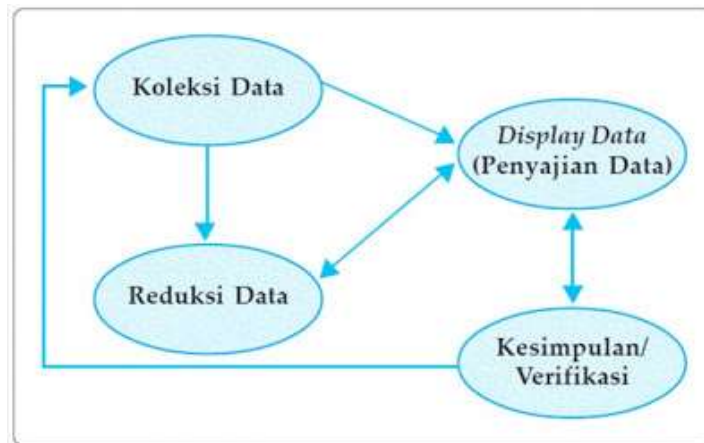 Koleksi Data
Display Data
(Penyajian Data)
Reduksi Data
Kesimpulan/
Verifikasi